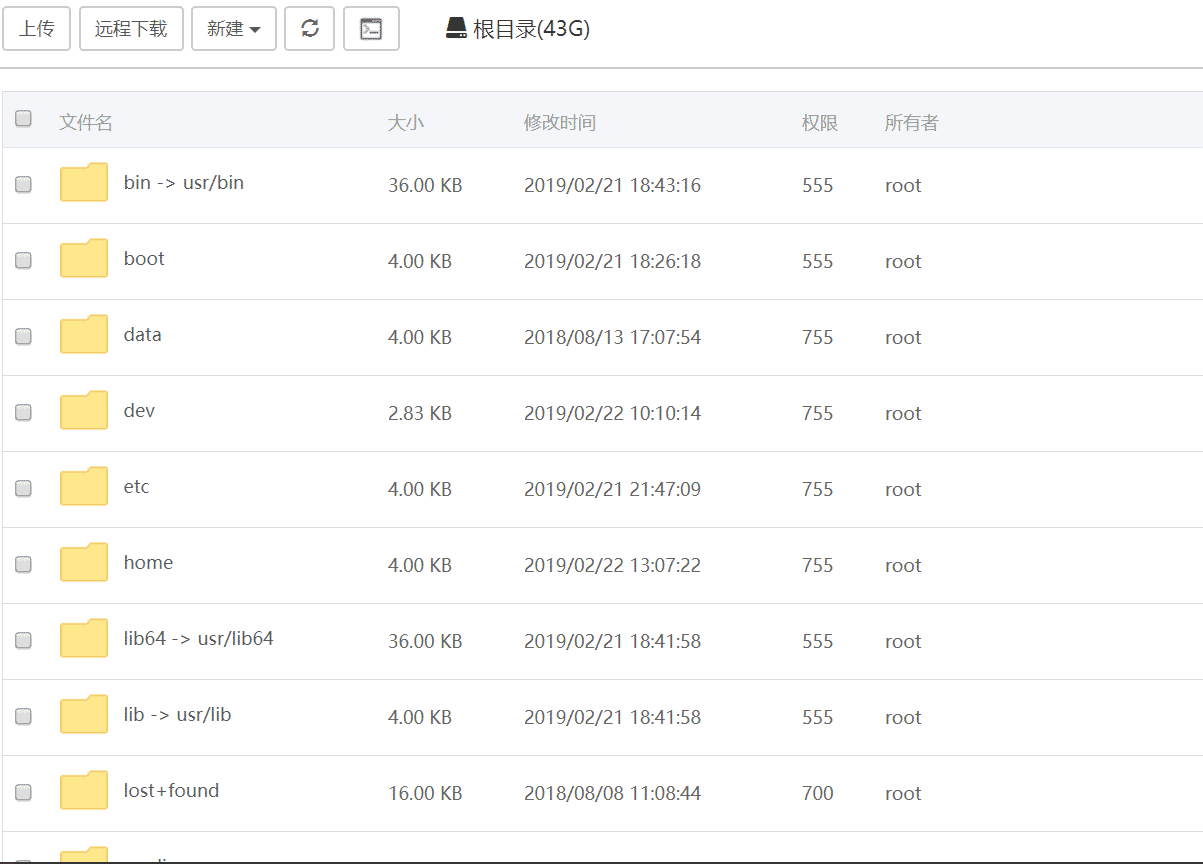 上传 远程下载 新建 根目录(43G)
文件名 大小 修改时间 权限 所有者
bin -> usr/bin 36.00 KB 2019/02/21 18:43:16 555 root
boot 4.00 KB 2019/02/21 18:26:18 555 root
data 4.00 KB 2018/08/13 17:07:54 755 root
dev 2.83 KB 2019/02/22 10:10:14 755 root
etc 4.00 KB 2019/02/21 21:47:09 755 root
home 4.00 KB 2019/02/22 13:07:22 755 root
lib64 -> usr/lib64 36.00 KB 2019/02/21 18:41:58 555 root
lib -> usr/lib 4.00 KB 2019/02/21 18:41:58 555 root
lost+found 16.00 KB 2018/08/08 11:08:44 700 root